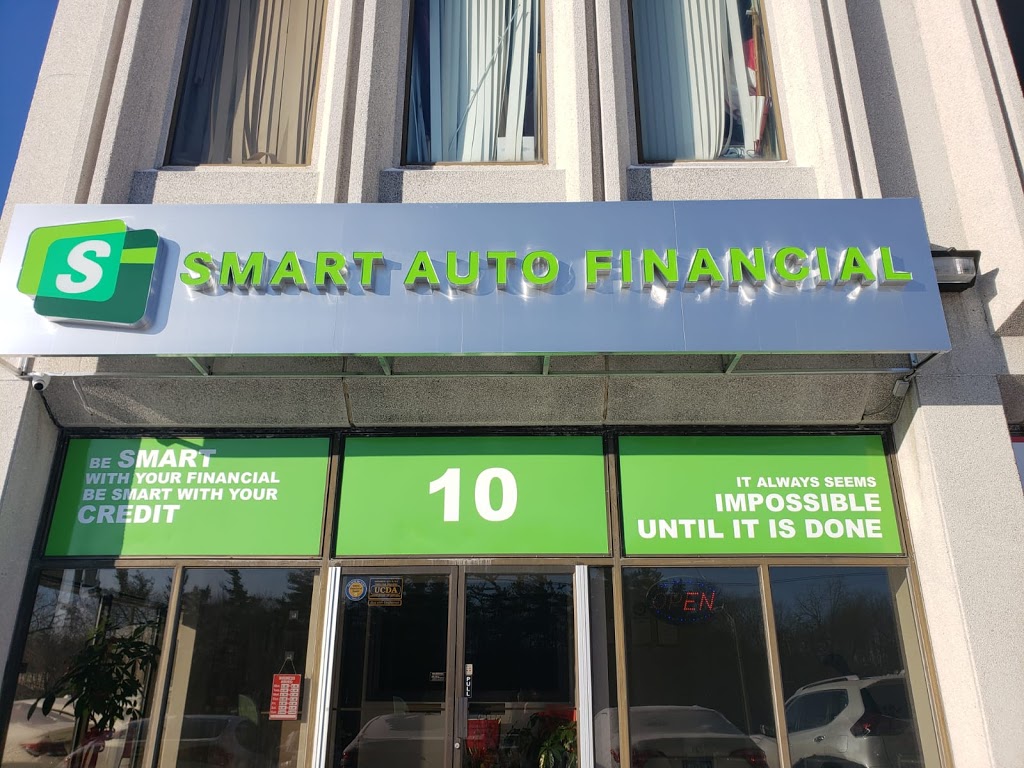 S
SMART AUTO FINANCIAL
BE SMART
WITH YOUR FINANCIAL
BE SMART WITH YOUR
CREDIT
10
IT ALWAYS SEEMS
IMPOSSIBLE
UNTIL IT IS DONE
UCDA
OPEN
PULL